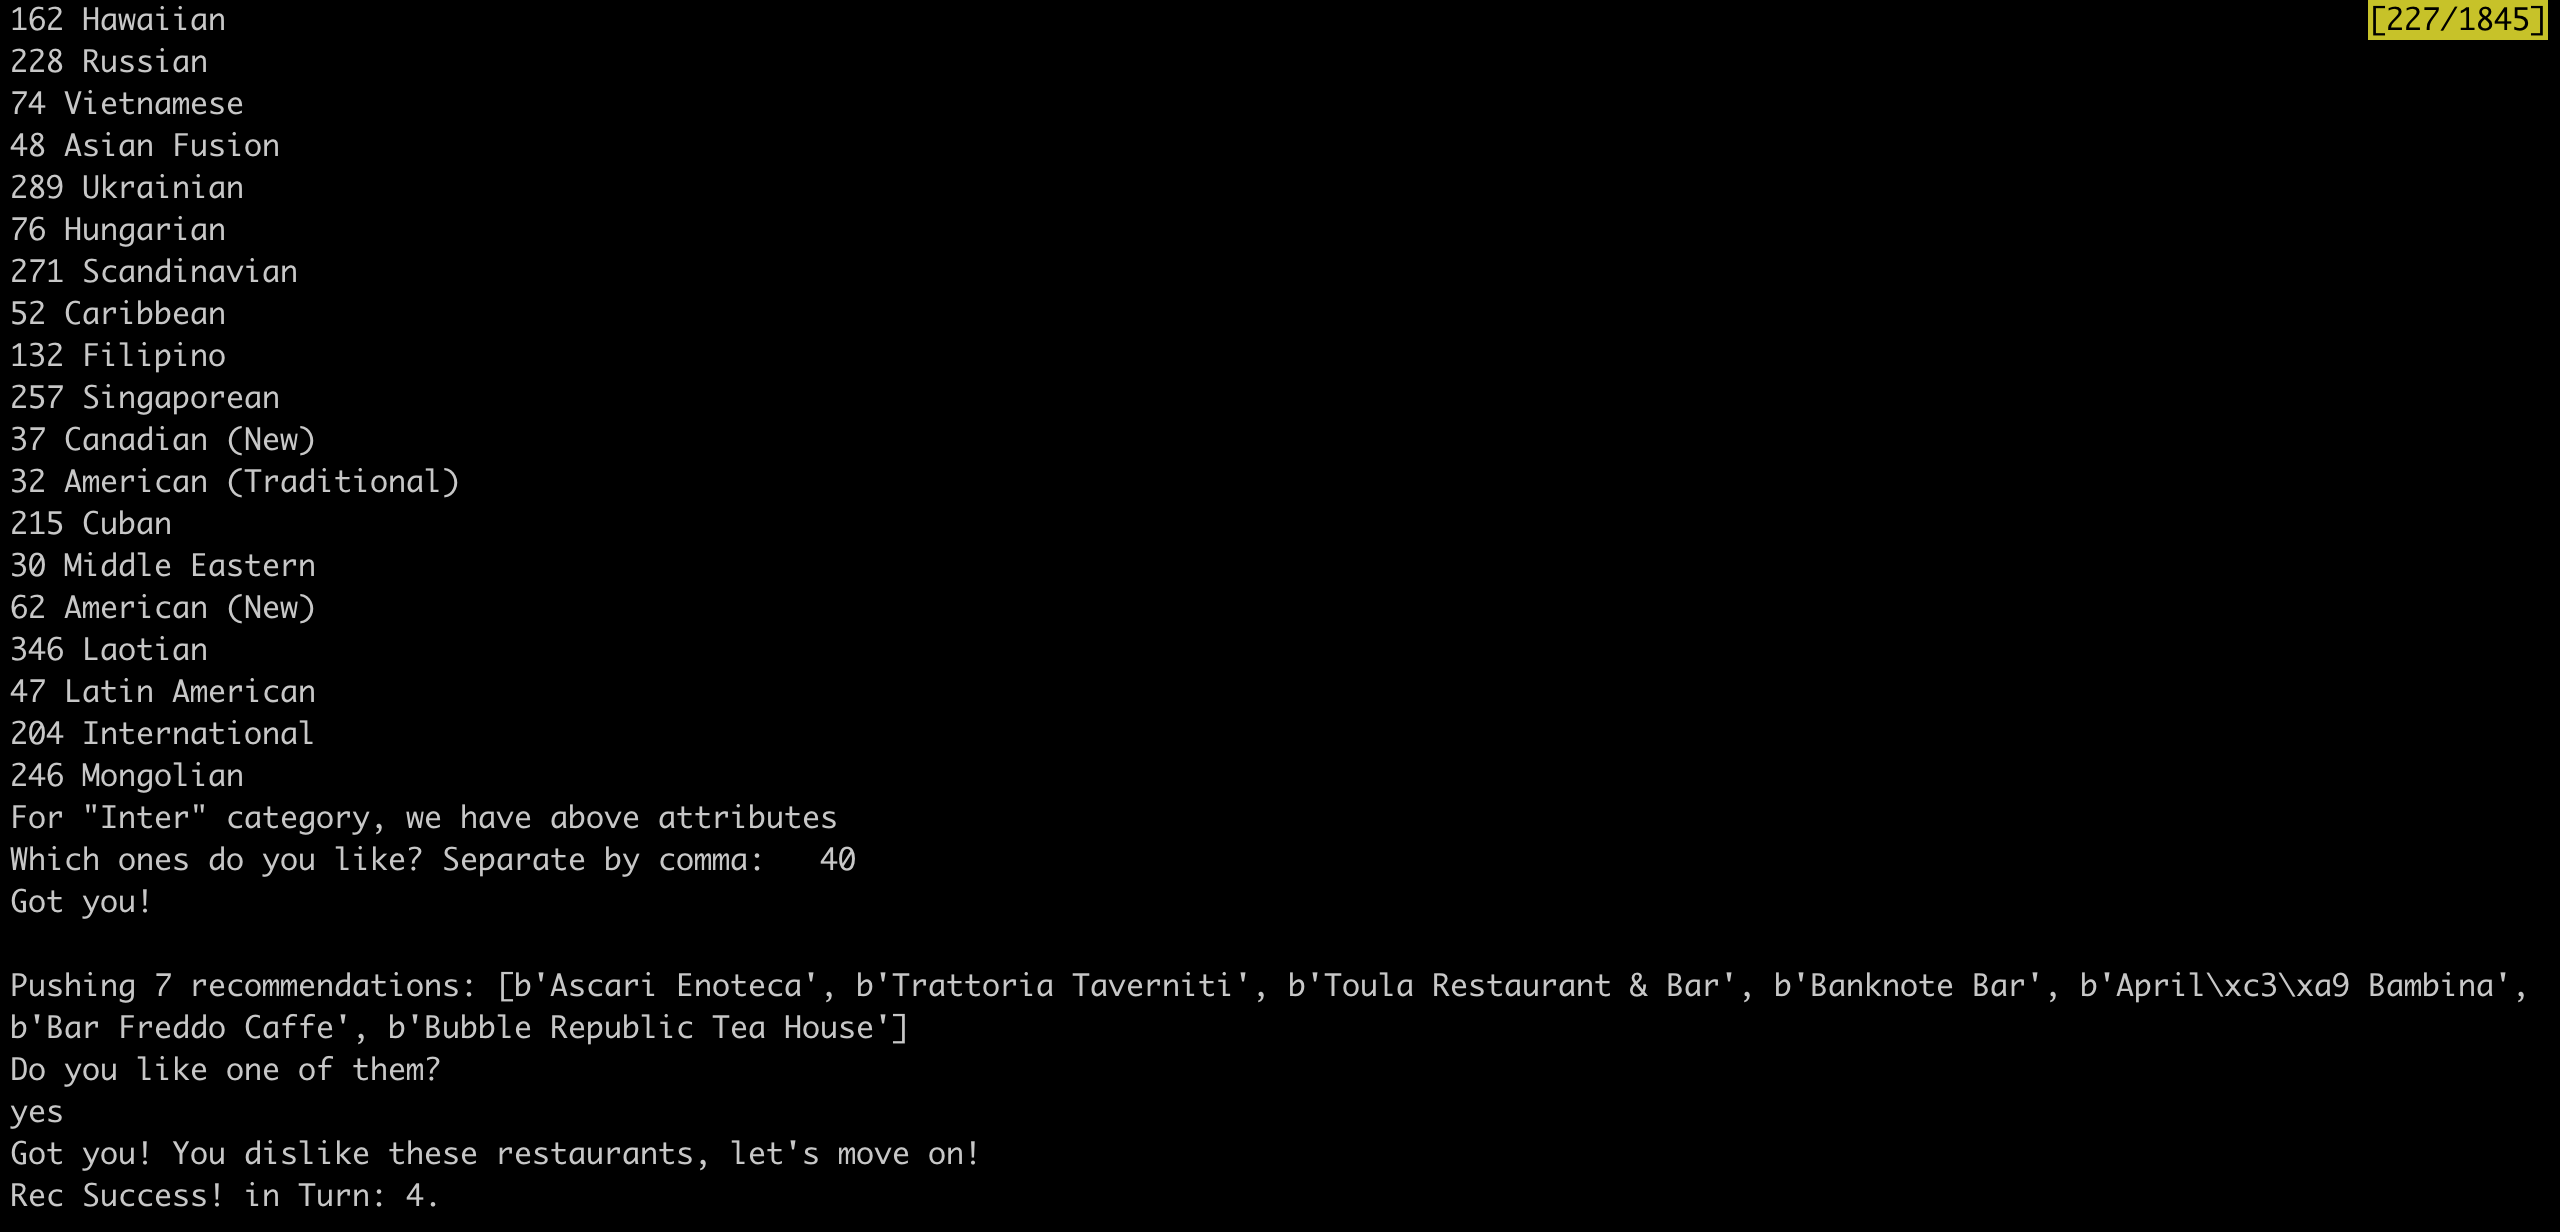 162 Hawaiian [227/1845]
228 Russian
74 Vietnamese
48 Asian Fusion
289 Ukrainian
76 Hungarian
271 Scandinavian
52 Caribbean
132 Filipino
257 Singaporean
37 Canadian (New)
32 American (Traditional)
215 Cuban
30 Middle Eastern
62 American (New)
346 Laotian
47 Latin American
204 International
246 Mongolian
For "Inter" category, we have above attributes
Which ones do you like? Separate by comma:   40
Got you!

Pushing 7 recommendations: [b'Ascari Enoteca', b'Trattoria Taverniti', b'Toula Restaurant & Bar', b'Banknote Bar', b'April\xc3\xa9 Bambina',
b'Bar Freddo Caffe', b'Bubble Republic Tea House']
Do you like one of them?
yes
Got you! You dislike these restaurants, let's move on!
Rec Success! in Turn: 4.